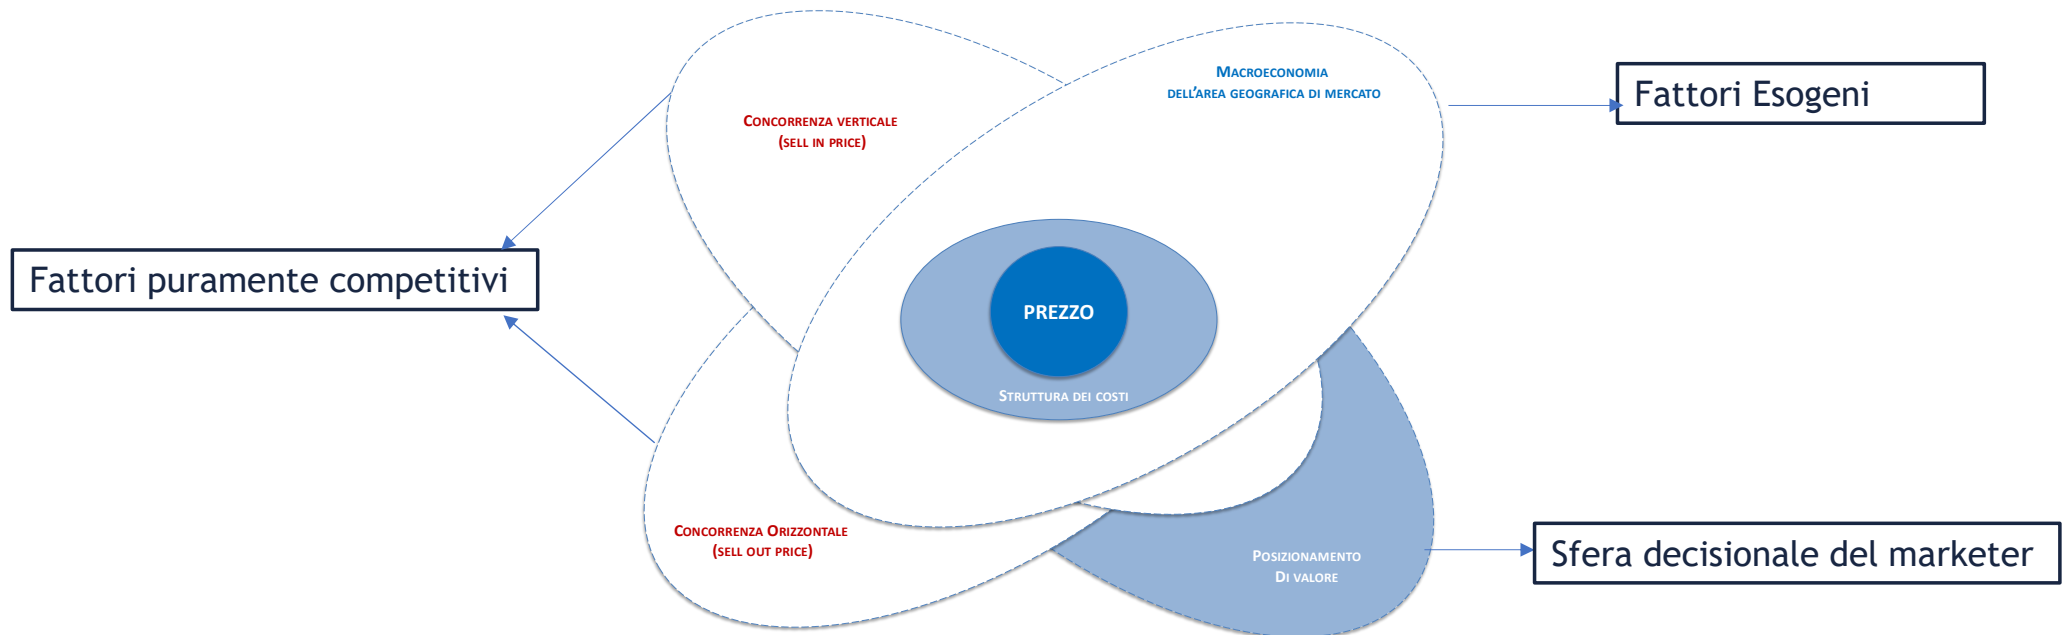 Macroeconomia
dell'area geografica di mercato
Fattori Esogeni
Concorrenza verticale
(sell in price)
Fattori puramente competitivi
PREZZO
Struttura dei costi
Concorrenza Orizzontale
(sell out price)
Posizionamento
Di valore
Sfera decisionale del marketer